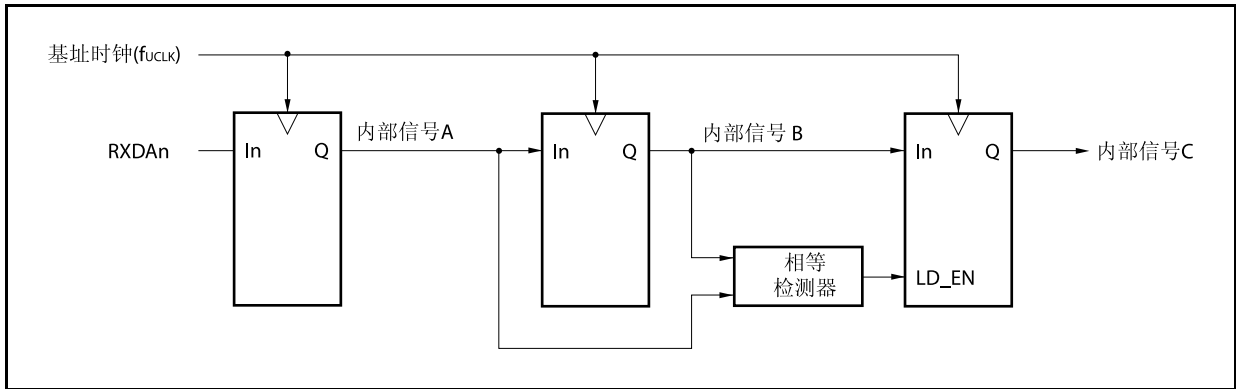 基址时钟(fUCLK)
内部信号A
内部信号 B
RXDAn
In
Q
In
Q
In
Q
内部信号C
相等
检测器
LD_EN